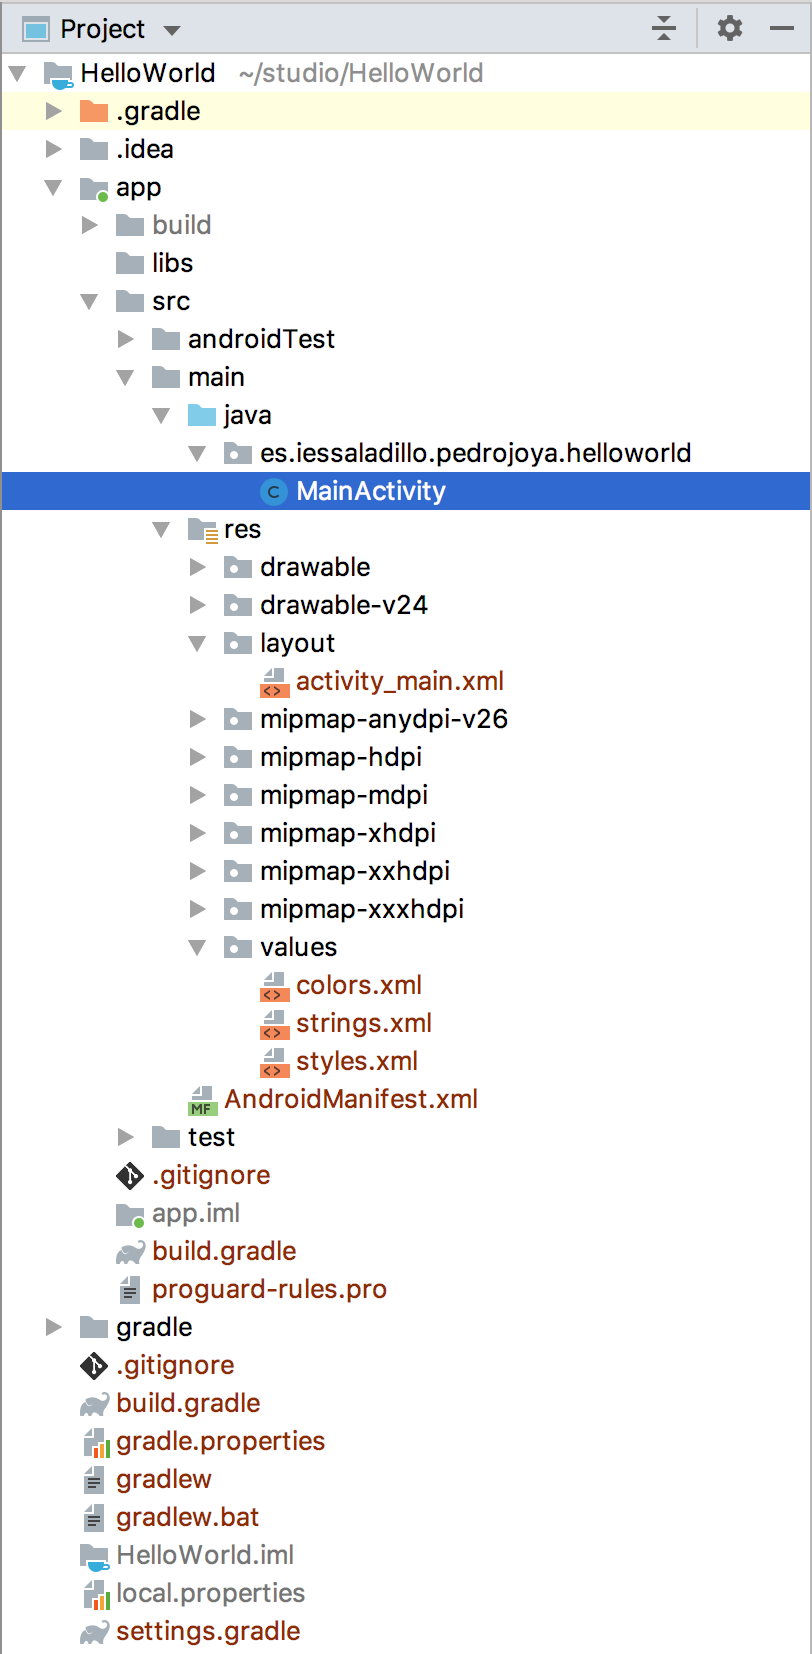 Project
HelloWorld ~/studio/HelloWorld
.gradle
.idea
app
build
libs
src
androidTest
main
java
es.iessaladillo.pedrojoya.helloworld
C MainActivity
res
drawable
drawable-v24
layout
<> activity_main.xml
mipmap-anydpi-v26
mipmap-hdpi
mipmap-mdpi
mipmap-xhdpi
mipmap-xxhdpi
mipmap-xxxhdpi
values
<> colors.xml
<> strings.xml
<> styles.xml
MF AndroidManifest.xml
test
.gitignore
app.iml
build.gradle
proguard-rules.pro
gradle
.gitignore
build.gradle
gradle.properties
gradlew
gradlew.bat
HelloWorld.iml
local.properties
settings.gradle